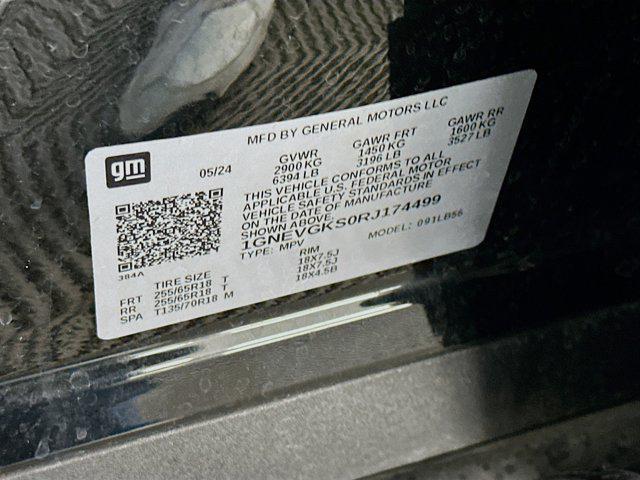 MFD BY GENERAL MOTORS LLC
gm
05/24
GVWR GAWR FRT GAWR RR
2900 KG 1450 KG 1600 KG
6394 LB 3196 LB 3527 LB
THIS VEHICLE CONFORMS TO ALL
APPLICABLE U.S. FEDERAL MOTOR
VEHICLE SAFETY STANDARDS IN EFFECT
ON THE DATE OF MANUFACTURE
SHOWN ABOVE.
1GNEVGKS0RJ174499
TYPE: MPV MODEL: 091LB56
384A
TIRE SIZE RIM
FRT 255/65R18 T 18X7.5J
RR 255/65R18 T 18X7.5J
SPA T135/70R18 M 18X4.5B